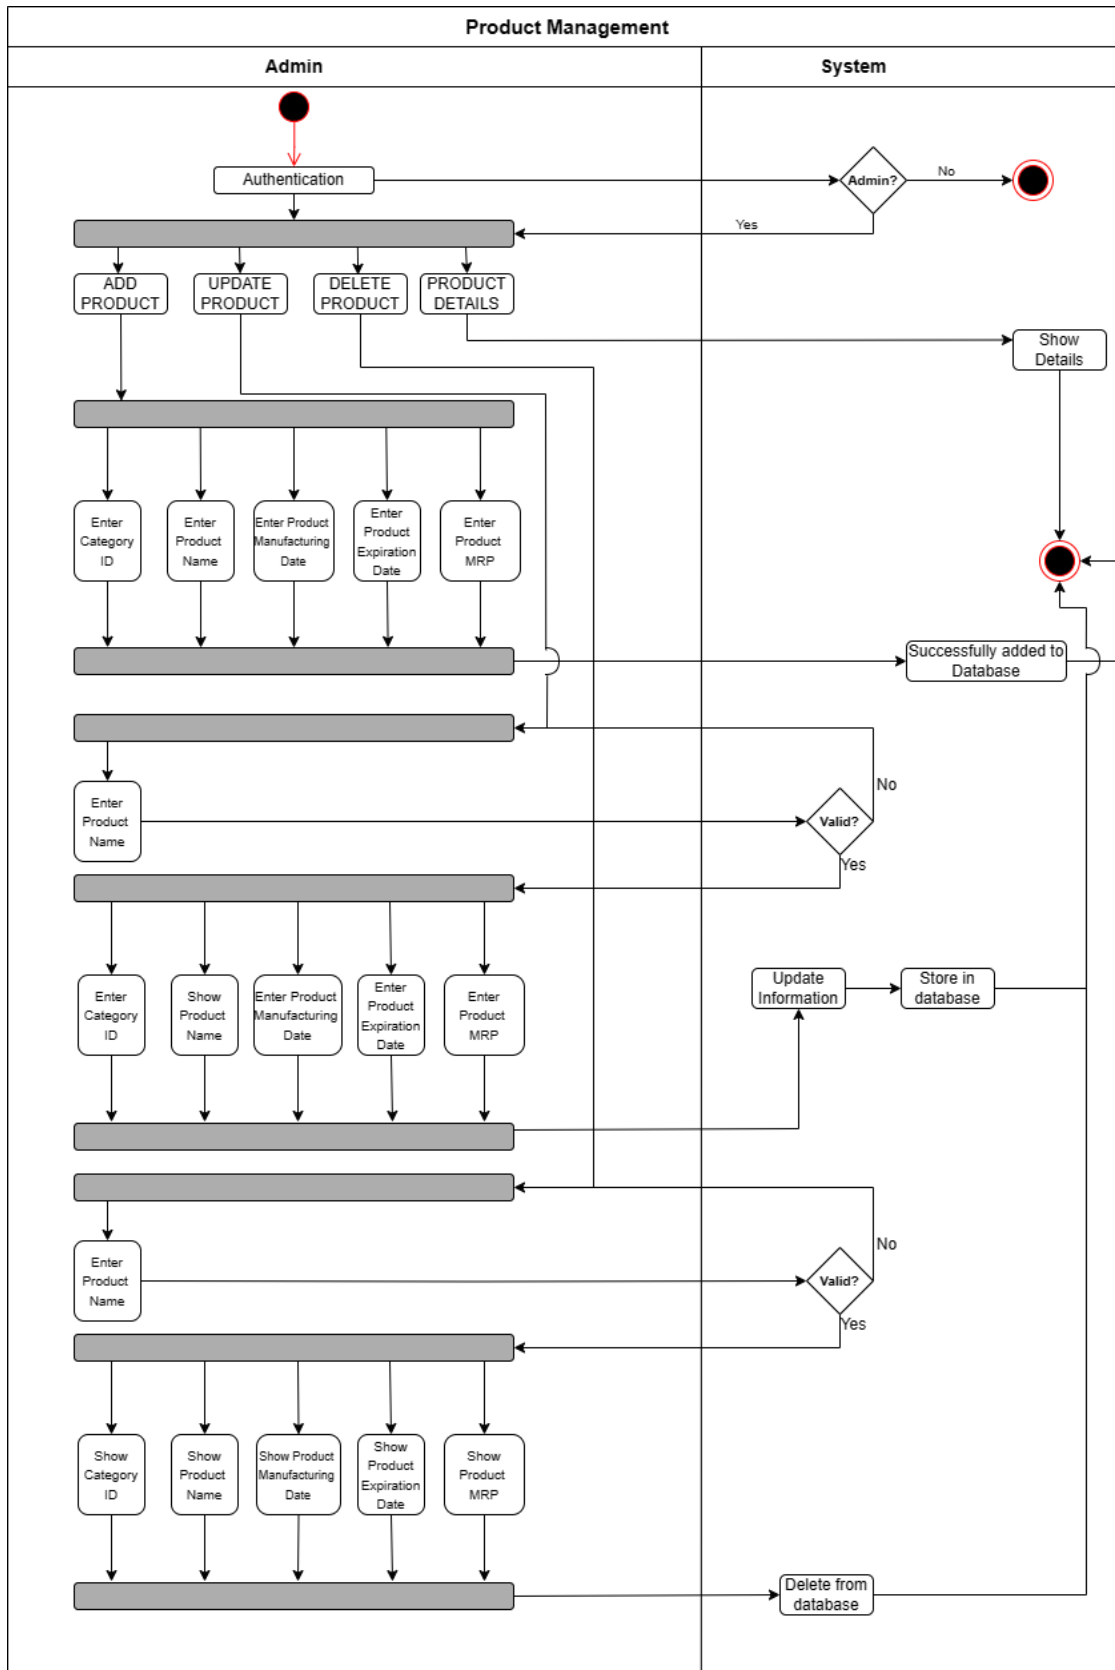 Product Management
Admin
System
Authentication
Admin?
No
Yes
ADD
PRODUCT
UPDATE
PRODUCT
DELETE
PRODUCT
PRODUCT
DETAILS
Show
Details
Enter
Category
ID
Enter
Product
Name
Enter Product
Manufacturing
Date
Enter
Product
Expiration
Date
Enter
Product
MRP
Successfully added to
Database
No
Enter
Product
Name
Valid?
Yes
Enter
Category
ID
Show
Product
Name
Enter Product
Manufacturing
Date
Enter
Product
Expiration
Date
Enter
Product
MRP
Update
Information
Store in
database
No
Enter
Product
Name
Valid?
Yes
Show
Category
ID
Show
Product
Name
Show Product
Manufacturing
Date
Show
Product
Expiration
Date
Show
Product
MRP
Delete from
database